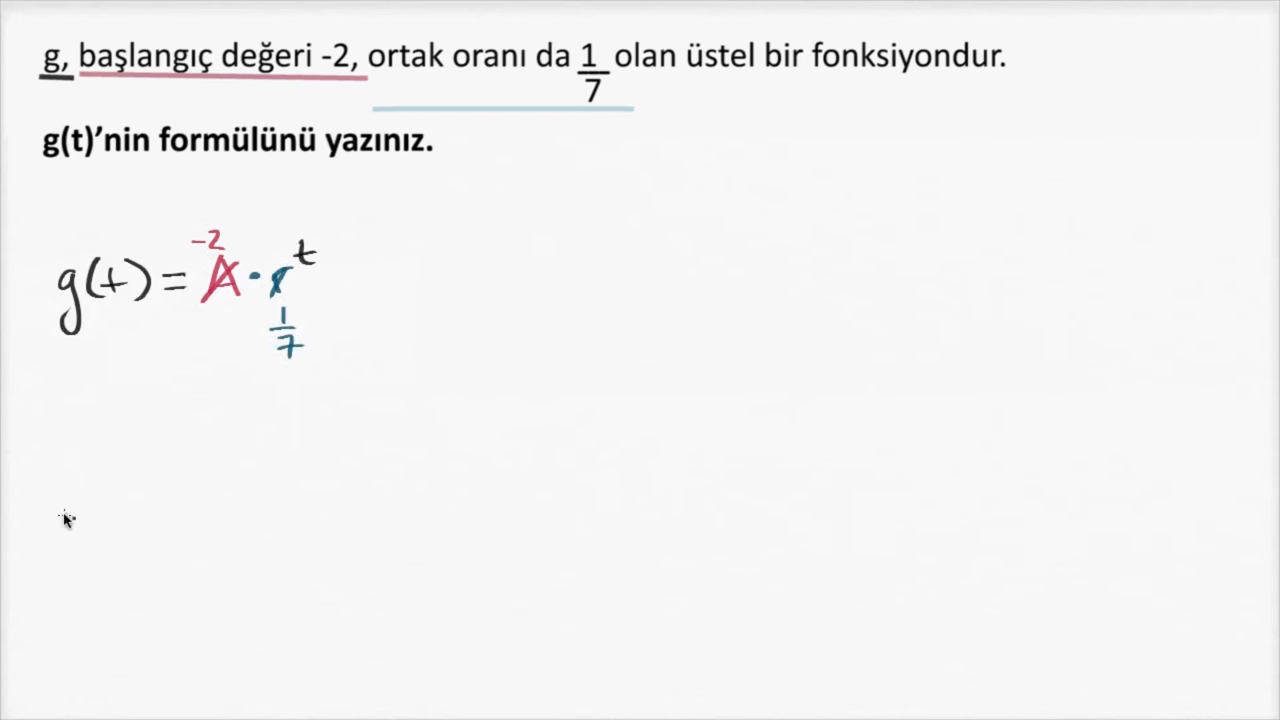 g, başlangıç değeri -2, ortak oranı da 1/7 olan üstel bir fonksiyondur.
g(t)'nin formülünü yazınız.
-2
g(t) = A · r^t
1/7